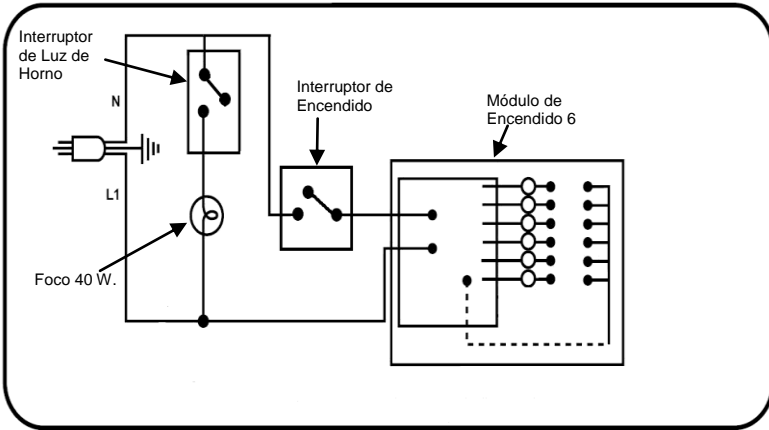 Interruptor
de Luz de
Horno
N
Interruptor de
Encendido
Módulo de
Encendido 6
L1
Foco 40 W.